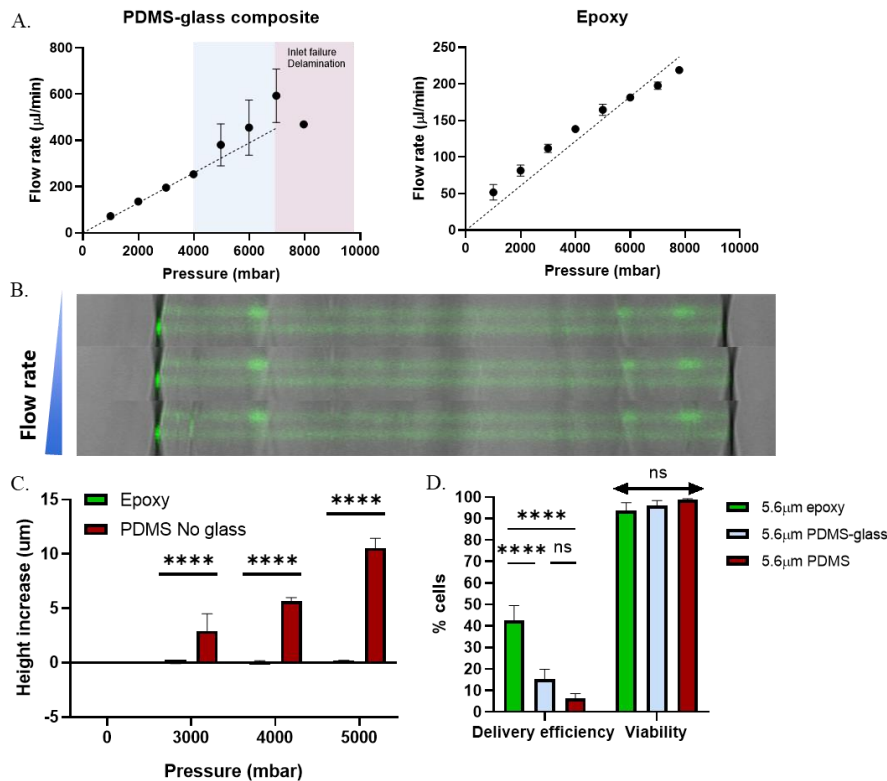 A.
PDMS-glass composite
Flow rate (µl/min)
800
600
400
200
0
0 2000 4000 6000 8000 10000
Pressure (mbar)
Inlet failure
Delamination
Epoxy
Flow rate (µl/min)
250
200
150
100
50
0
0 2000 4000 6000 8000 10000
Pressure (mbar)
B.
Flow rate
C.
Epoxy
PDMS No glass
Height increase (um)
15
10
5
0
-5
****
****
****
0 3000 4000 5000
Pressure (mbar)
D.
ns
****
**** ns
% cells
100
90
80
70
60
50
40
30
20
10
0
Delivery efficiency Viability
5.6µm epoxy
5.6µm PDMS-glass
5.6µm PDMS